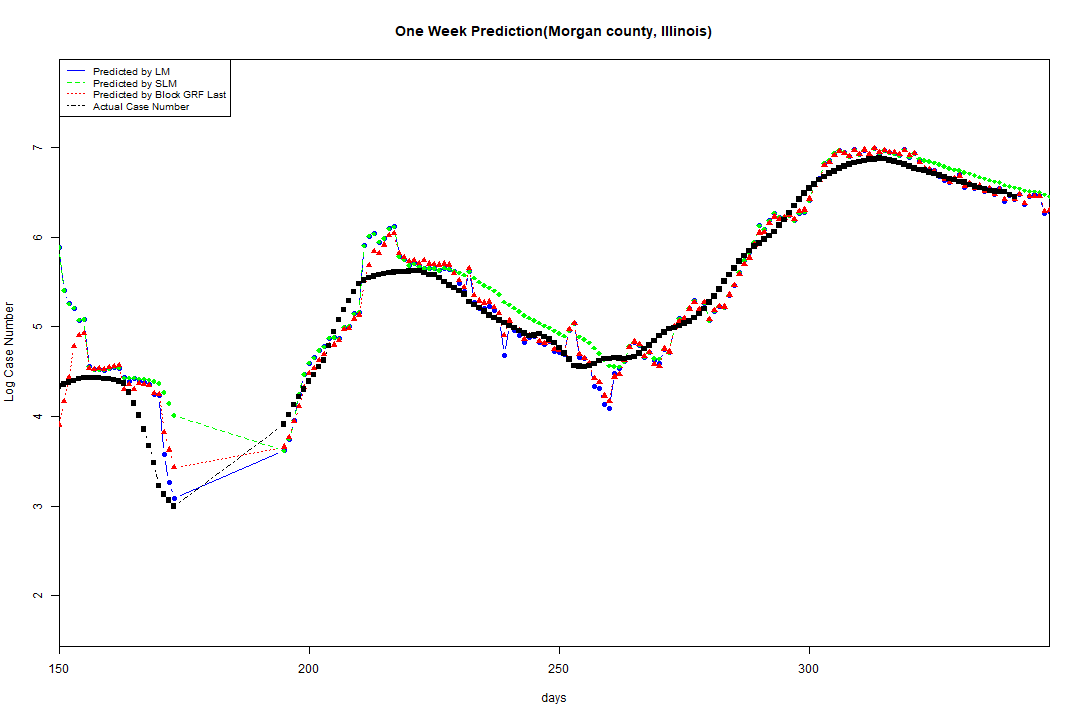 One Week Prediction(Morgan county, Illinois)
Predicted by LM
Predicted by SLM
Predicted by Block GRF Last
Actual Case Number
7
6
5
4
3
2
Log Case Number
150 200 250 300
days